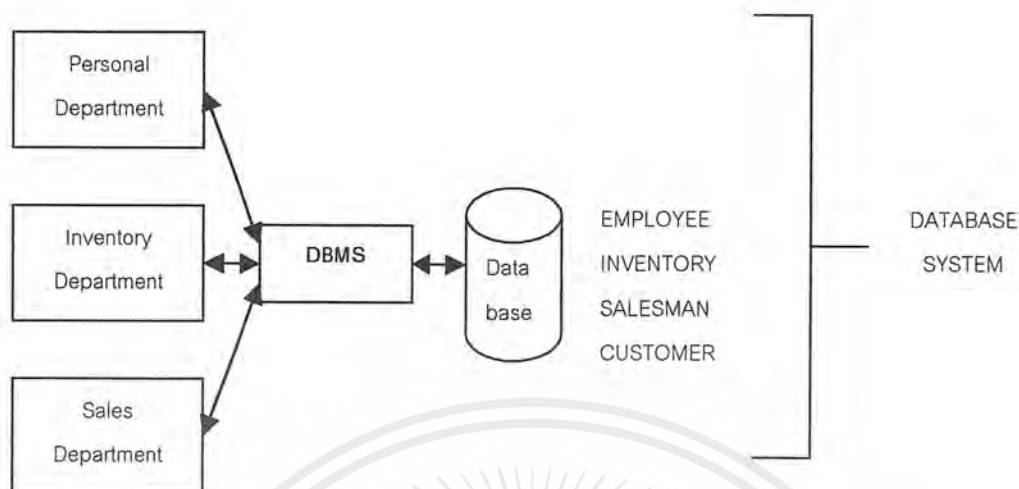 Personal
Department
Inventory
Department
Sales
Department
DBMS
Data
base
EMPLOYEE
INVENTORY
SALESMAN
CUSTOMER
DATABASE
SYSTEM